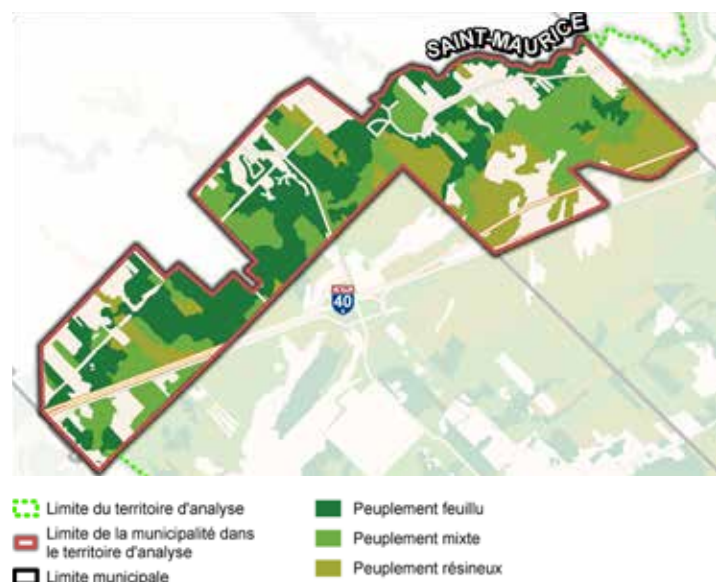 SAINT-MAURICE
40
Limite du territoire d'analyse
Limite de la municipalité dans
le territoire d'analyse
Limite municipale
Peuplement feuillu
Peuplement mixte
Peuplement résineux